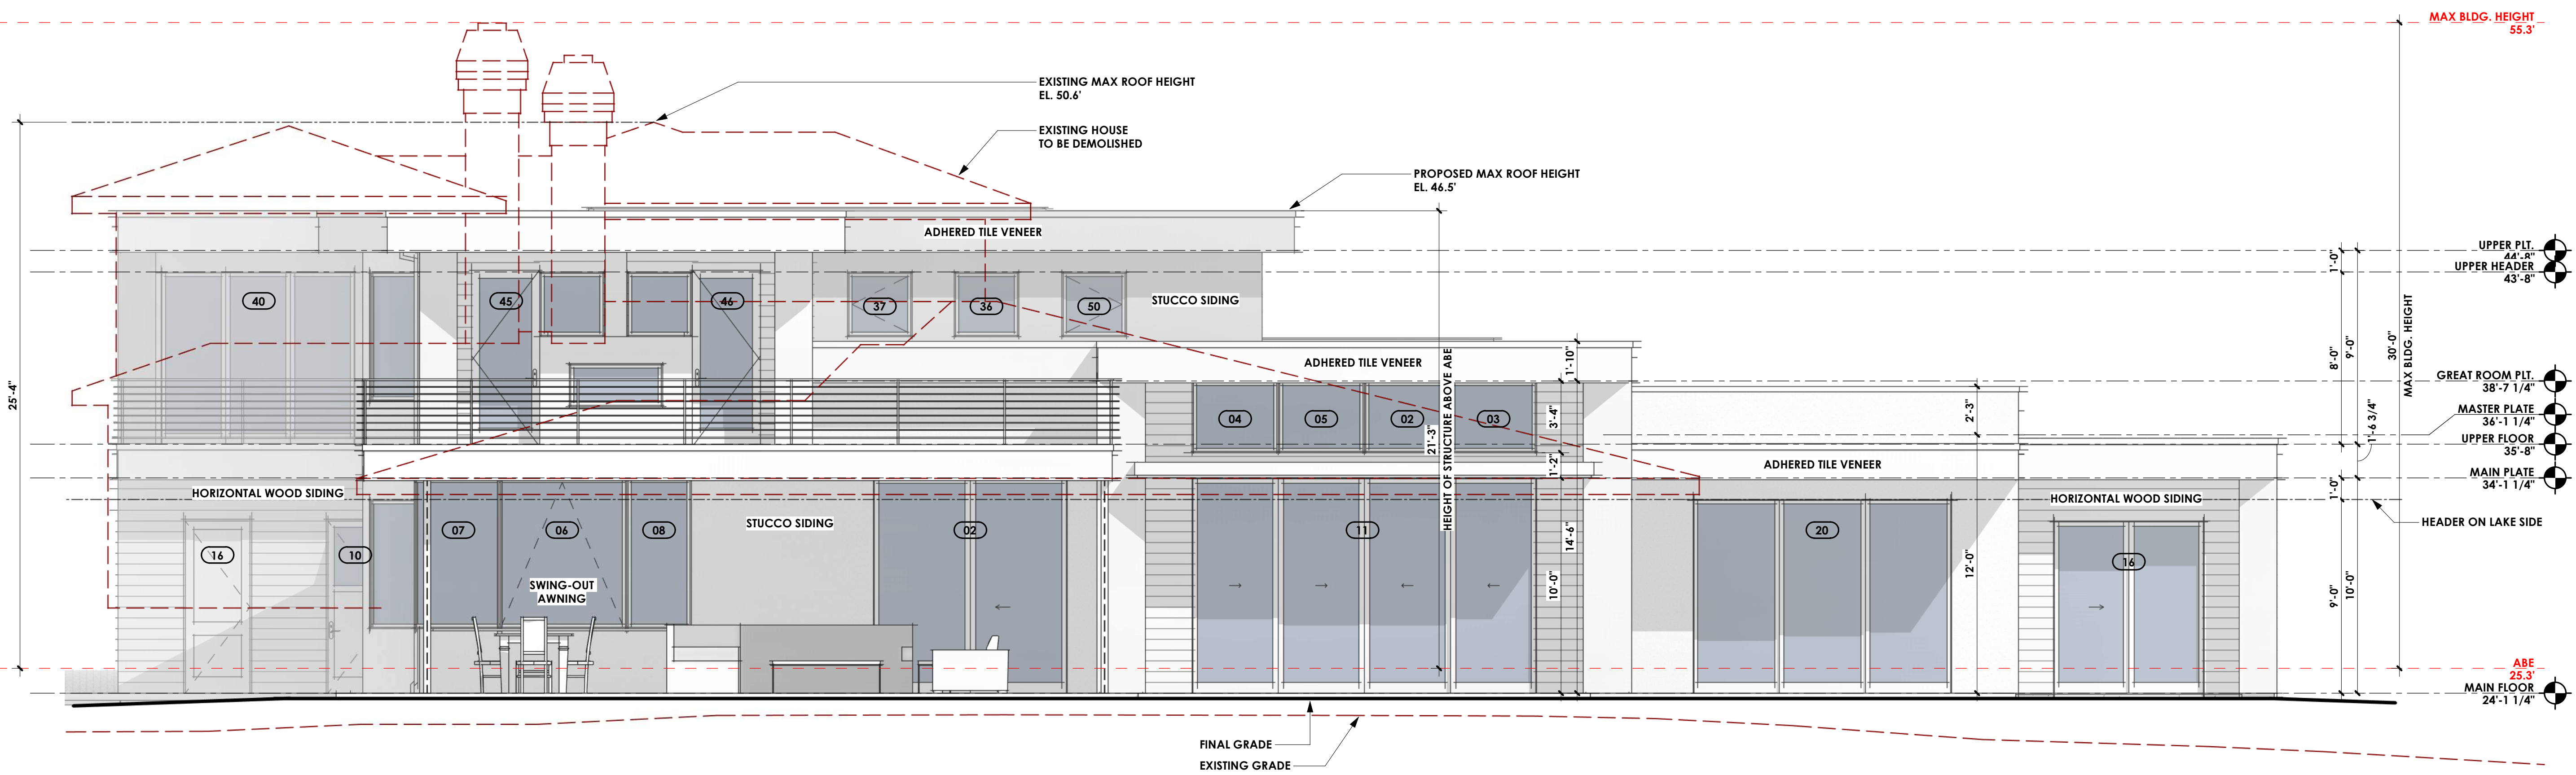 MAX BLDG. HEIGHT
55.3'
EXISTING MAX ROOF HEIGHT
EL. 50.6'
EXISTING HOUSE
TO BE DEMOLISHED
PROPOSED MAX ROOF HEIGHT
EL. 46.5'
ADHERED TILE VENEER
UPPER PLT.
44'-8"
UPPER HEADER
43'-8"
1'-0"
40
45
46
37
36
50
STUCCO SIDING
25'-4"
HEIGHT OF STRUCTURE ABOVE ABE
21'-3"
ADHERED TILE VENEER
1'-10"
8'-0"
9'-0"
30'-0"
MAX BLDG. HEIGHT
GREAT ROOM PLT.
38'-7 1/4"
MASTER PLATE
36'-1 1/4"
UPPER FLOOR
35'-8"
MAIN PLATE
34'-1 1/4"
04
05
02
03
3'-4"
2'-3"
1'-6 3/4"
1'-2"
ADHERED TILE VENEER
1'-0"
HORIZONTAL WOOD SIDING
HORIZONTAL WOOD SIDING
HEADER ON LAKE SIDE
STUCCO SIDING
16
10
07
06
08
02
11
20
16
SWING-OUT
AWNING
14'-6"
10'-0"
12'-0"
9'-0"
10'-0"
ABE
25.3'
MAIN FLOOR
24'-1 1/4"
FINAL GRADE
EXISTING GRADE